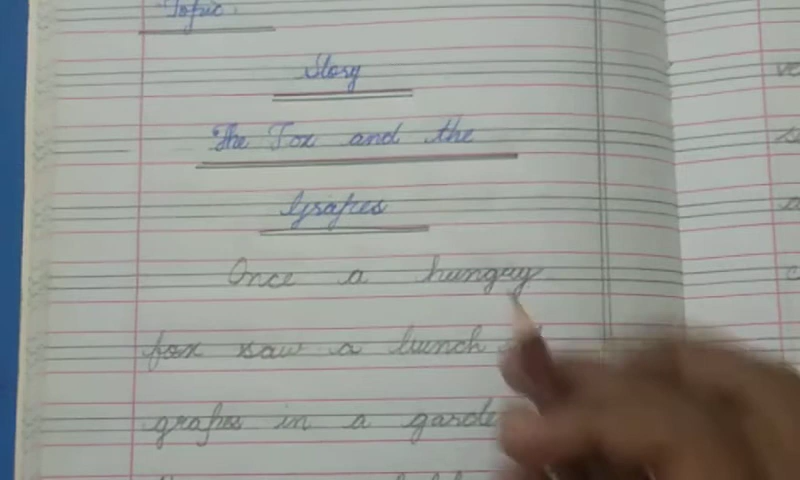 Topic.
Story
The Fox and the
Grapes
Once a hungry
fox saw a bunch
grapes in a garde